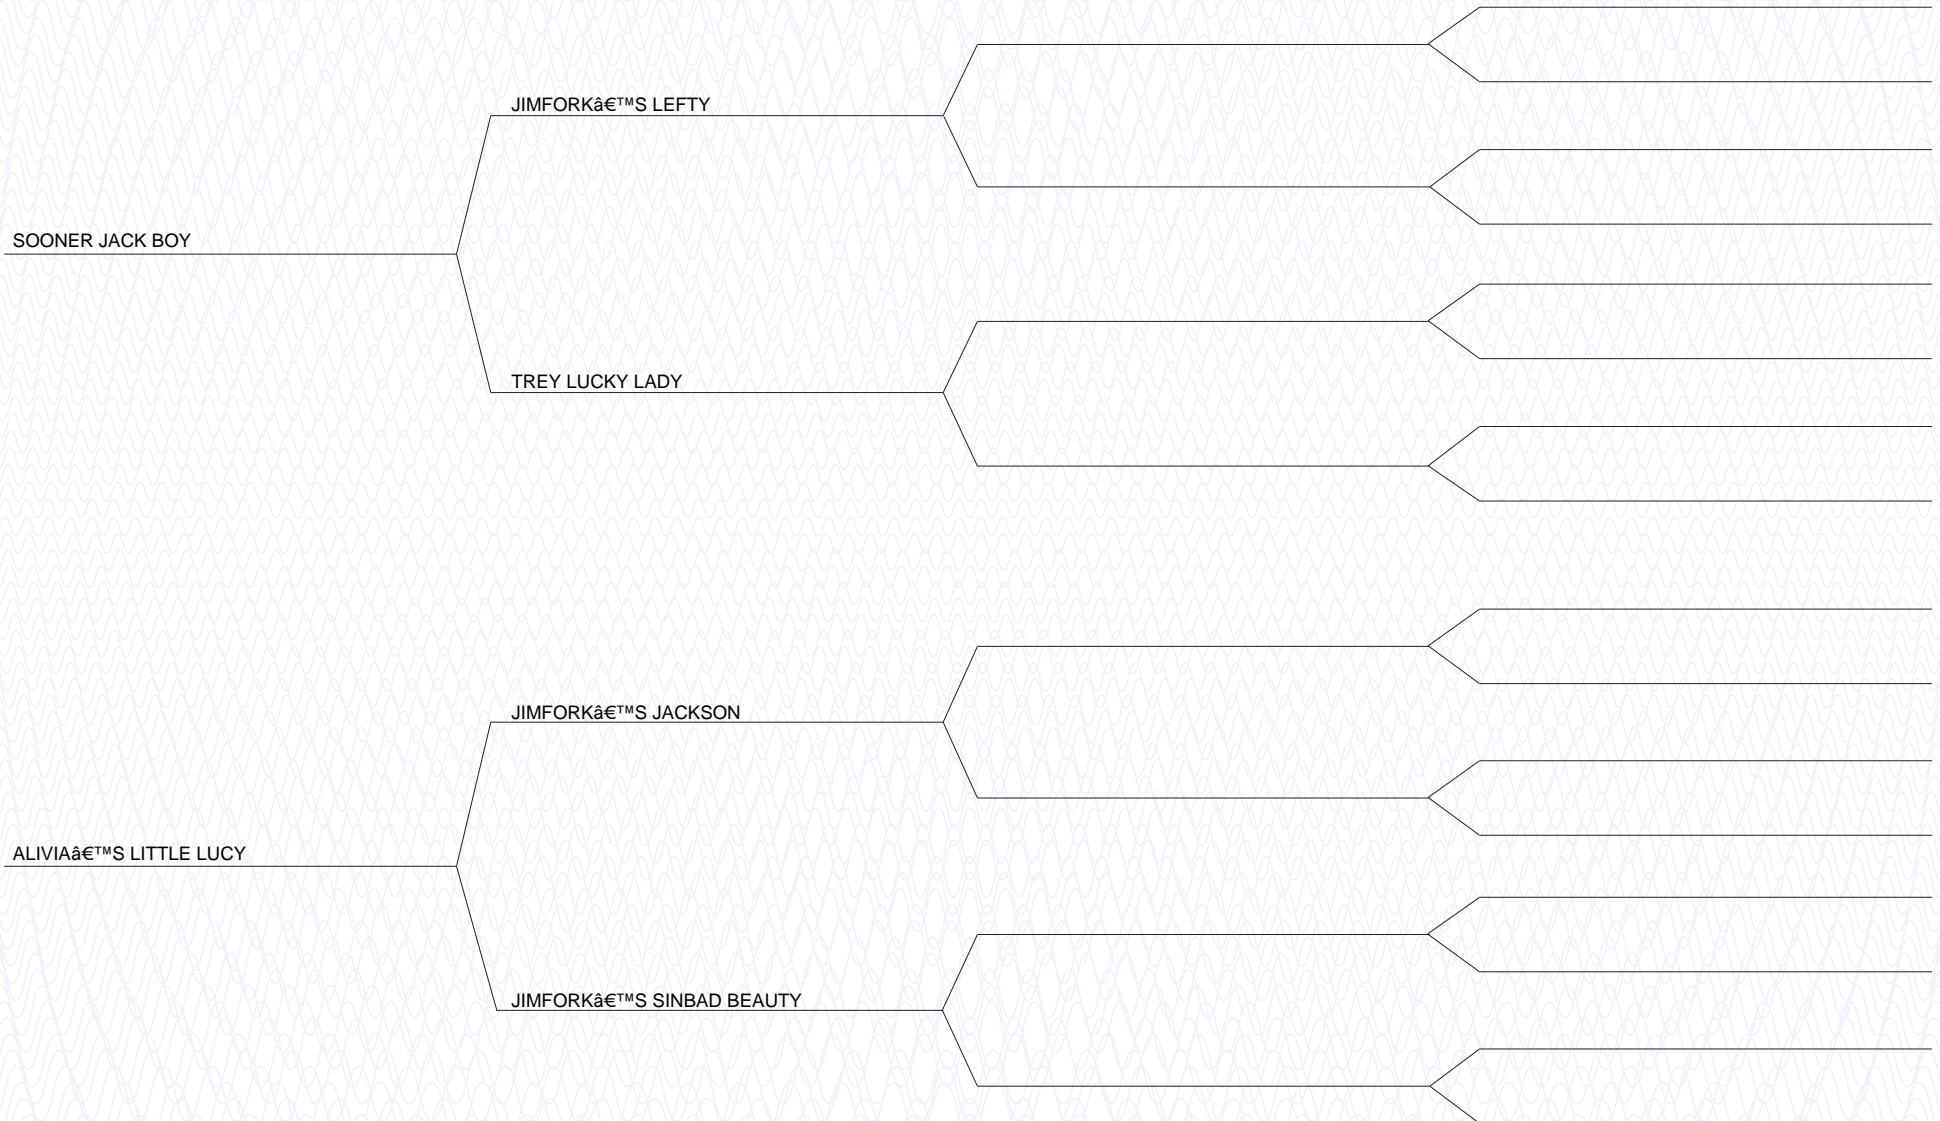 JIMFORKâ€™S LEFTY
SOONER JACK BOY
TREY LUCKY LADY
JIMFORKâ€™S JACKSON
ALIVIAâ€™S LITTLE LUCY
JIMFORKâ€™S SINBAD BEAUTY